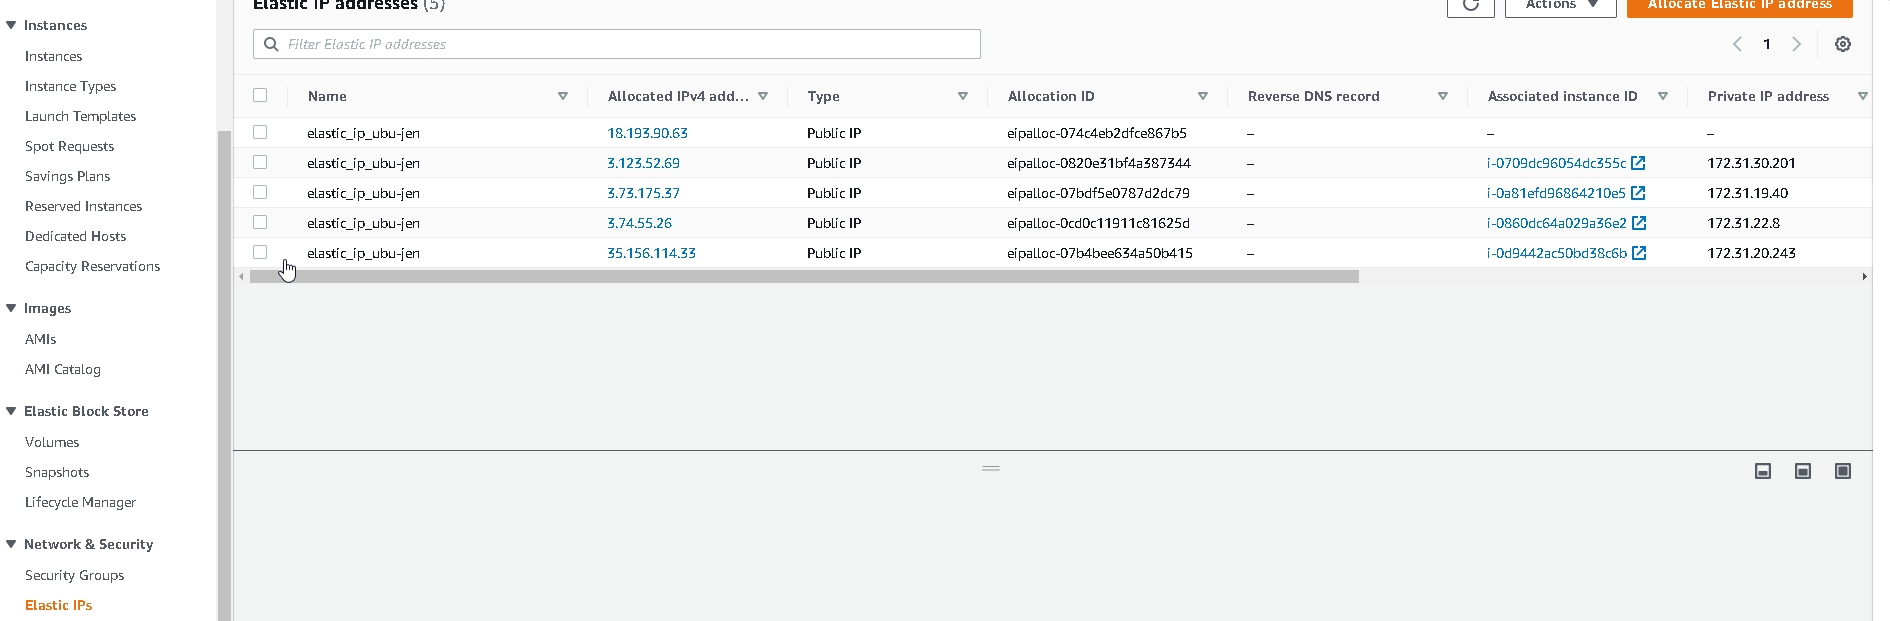 Instances
Instances
Instance Types
Launch Templates
Spot Requests
Savings Plans
Reserved Instances
Dedicated Hosts
Capacity Reservations
Images
AMIs
AMI Catalog
Elastic Block Store
Volumes
Snapshots
Lifecycle Manager
Network & Security
Security Groups
Elastic IPs
Elastic IP addresses (5)
Actions
Allocate Elastic IP address
Filter Elastic IP addresses
1
Name Allocated IPv4 add... Type Allocation ID Reverse DNS record Associated instance ID Private IP address
elastic_ip_ubu-jen 18.193.90.63 Public IP eipalloc-074c4eb2dfce867b5 – – –
elastic_ip_ubu-jen 3.123.52.69 Public IP eipalloc-0820e31bf4a387344 – i-0709dc96054dc355c 172.31.30.201
elastic_ip_ubu-jen 3.73.175.37 Public IP eipalloc-07bdf5e0787d2dc79 – i-0a81efd96864210e5 172.31.19.40
elastic_ip_ubu-jen 3.74.55.26 Public IP eipalloc-0cd0c11911c81625d – i-0860dc64a029a36e2 172.31.22.8
elastic_ip_ubu-jen 35.156.114.33 Public IP eipalloc-07b4bee634a50b415 – i-0d9442ac50bd38c6b 172.31.20.243